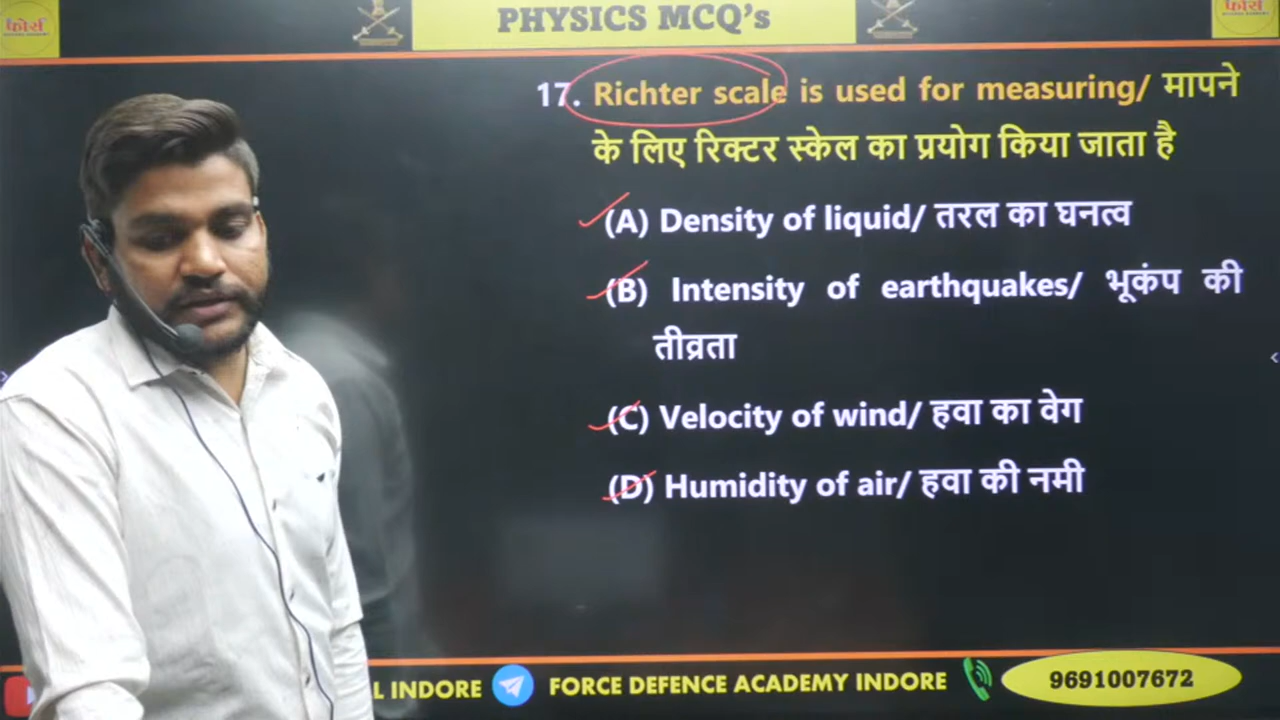 फोर्स
PHYSICS MCQ's
फोर्स
17. Richter scale is used for measuring/ मापने
के लिए रिक्टर स्केल का प्रयोग किया जाता है
(A) Density of liquid/ तरल का घनत्व
(B) Intensity of earthquakes/ भूकंप की
तीव्रता
(C) Velocity of wind/ हवा का वेग
(D) Humidity of air/ हवा की नमी
L INDORE
FORCE DEFENCE ACADEMY INDORE
9691007672